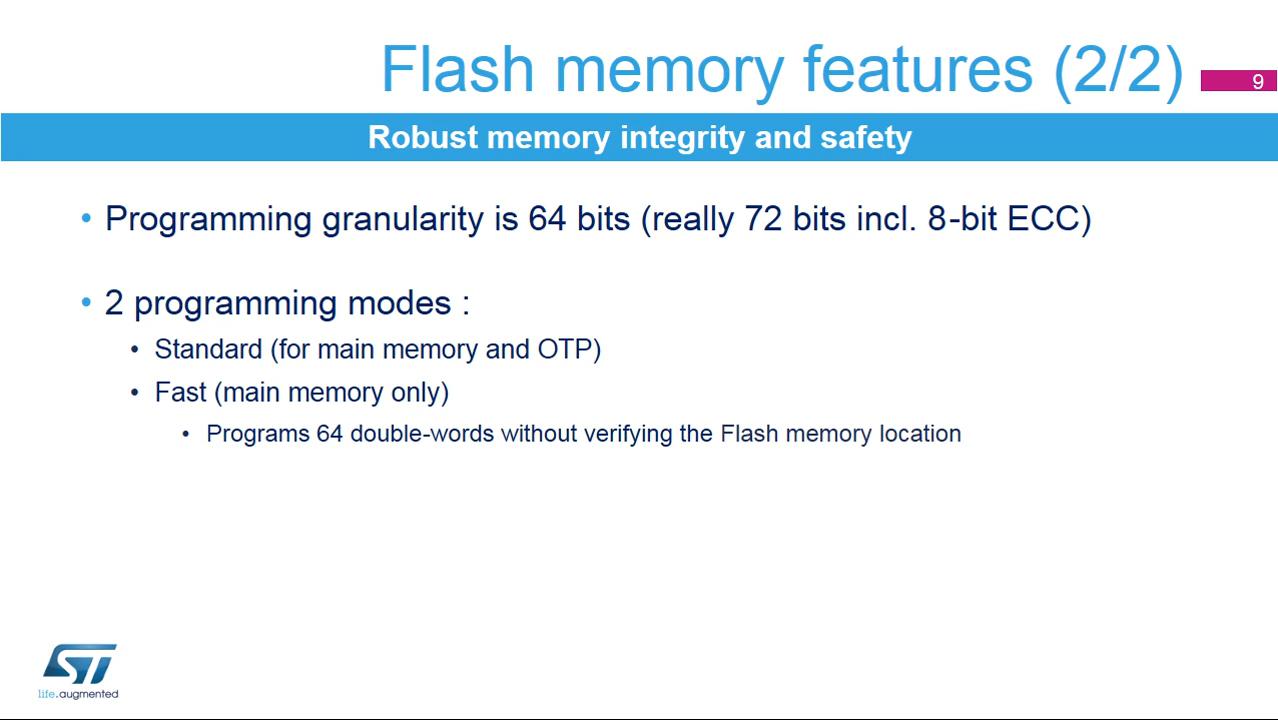 Flash memory features (2/2)
9
Robust memory integrity and safety
• Programming granularity is 64 bits (really 72 bits incl. 8-bit ECC)
• 2 programming modes :
• Standard (for main memory and OTP)
• Fast (main memory only)
• Programs 64 double-words without verifying the Flash memory location
ST
life.augmented